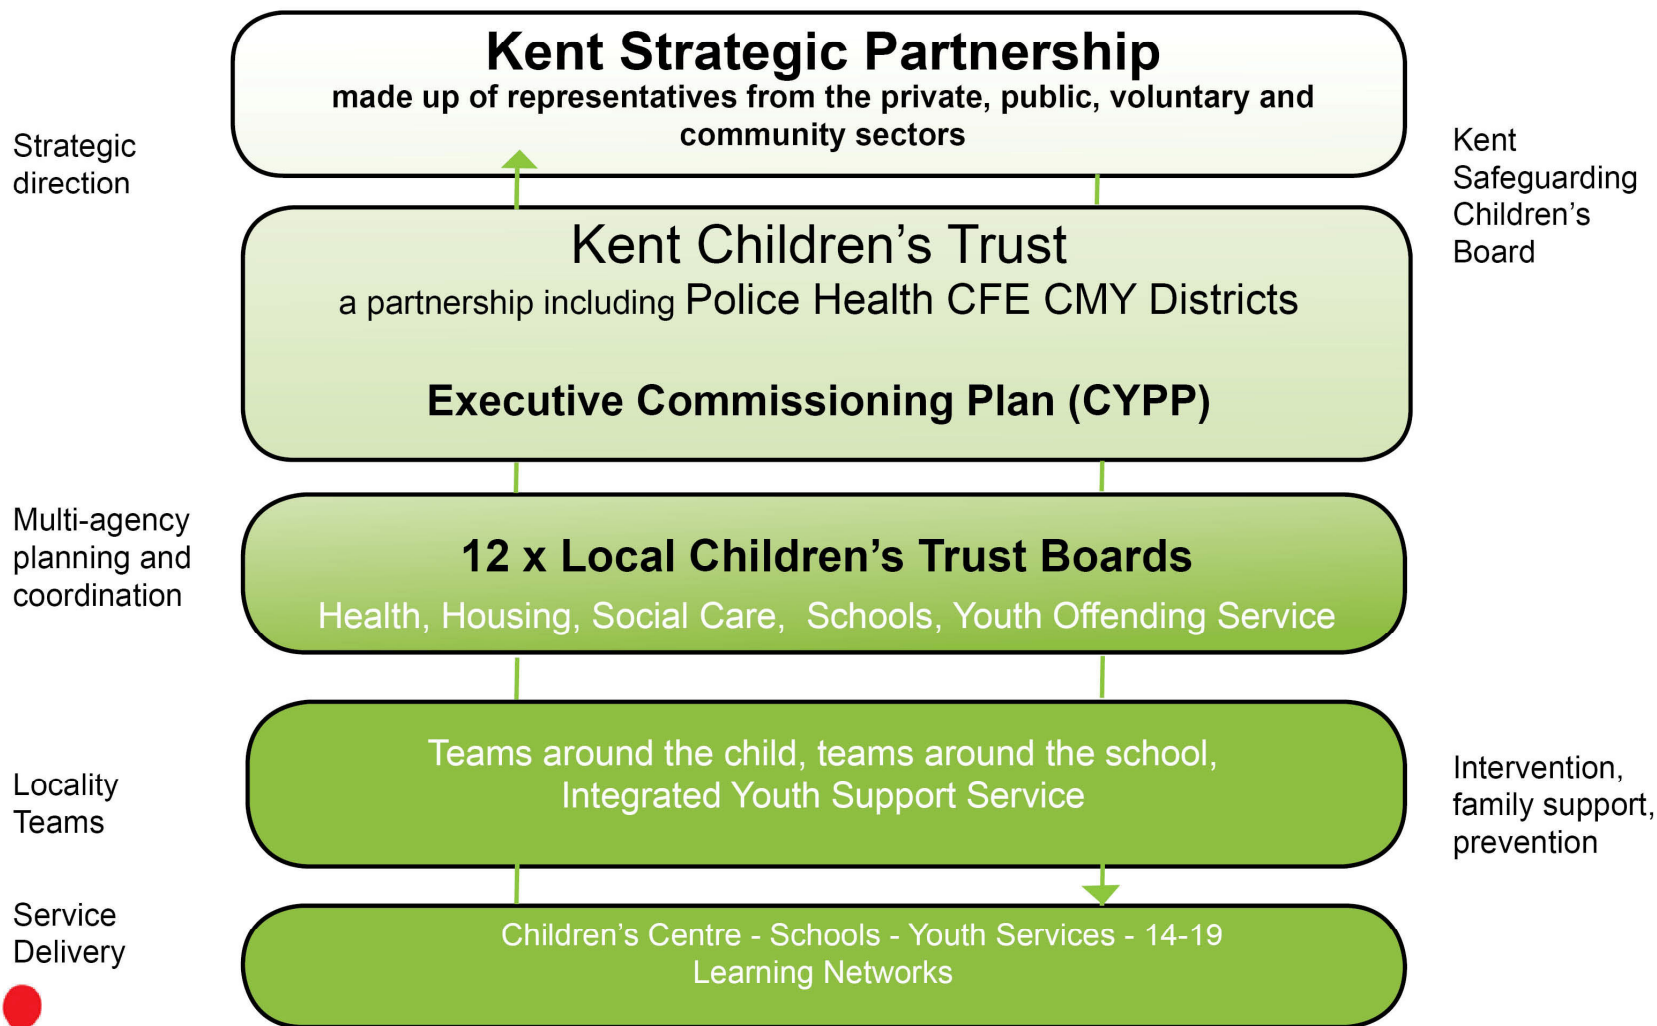 Kent Strategic Partnership
made up of representatives from the private, public, voluntary and
community sectors
Strategic
direction
Kent
Safeguarding
Children’s
Board
Kent Children’s Trust
a partnership including Police Health CFE CMY Districts
Executive Commissioning Plan (CYPP)
Multi-agency
planning and
coordination
12 x Local Children’s Trust Boards
Health, Housing, Social Care,  Schools, Youth Offending Service
Locality
Teams
Teams around the child, teams around the school,
Integrated Youth Support Service
Intervention,
family support,
prevention
Service
Delivery
Children’s Centre - Schools - Youth Services - 14-19
Learning Networks